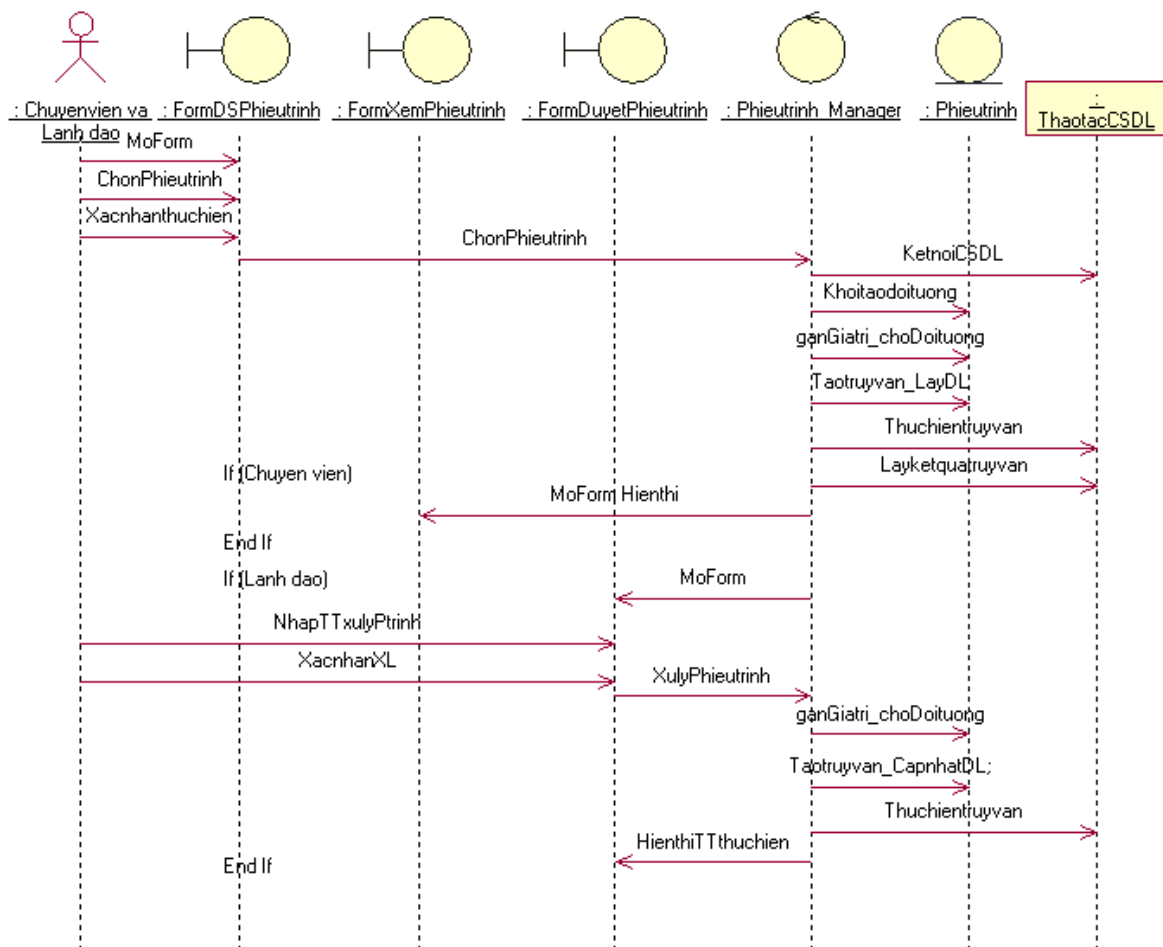 : Chuyenvien va
Lanh dao
: FormDSPhieutrinh
: FormXemPhieutrinh
: FormDuyetPhieutrinh
: Phieutrinh_Manager
: Phieutrinh
:
ThaotacCSDL
MoForm
ChonPhieutrinh
Xacnhanthuchien
ChonPhieutrinh
KetnoiCSDL
Khoitaodoituong
ganGiatri_choDoituong
Taotruyvan_LayDL
Thuchientruyvan
If (Chuyen vien)
Layketquatruyvan
MoForm Hienthi
End If
If (Lanh dao)
MoForm
NhapTTxulyPtrinh
XacnhanXL
XulyPhieutrinh
ganGiatri_choDoituong
Taotruyvan_CapnhatDL;
Thuchientruyvan
HienthiTTthuchien
End If